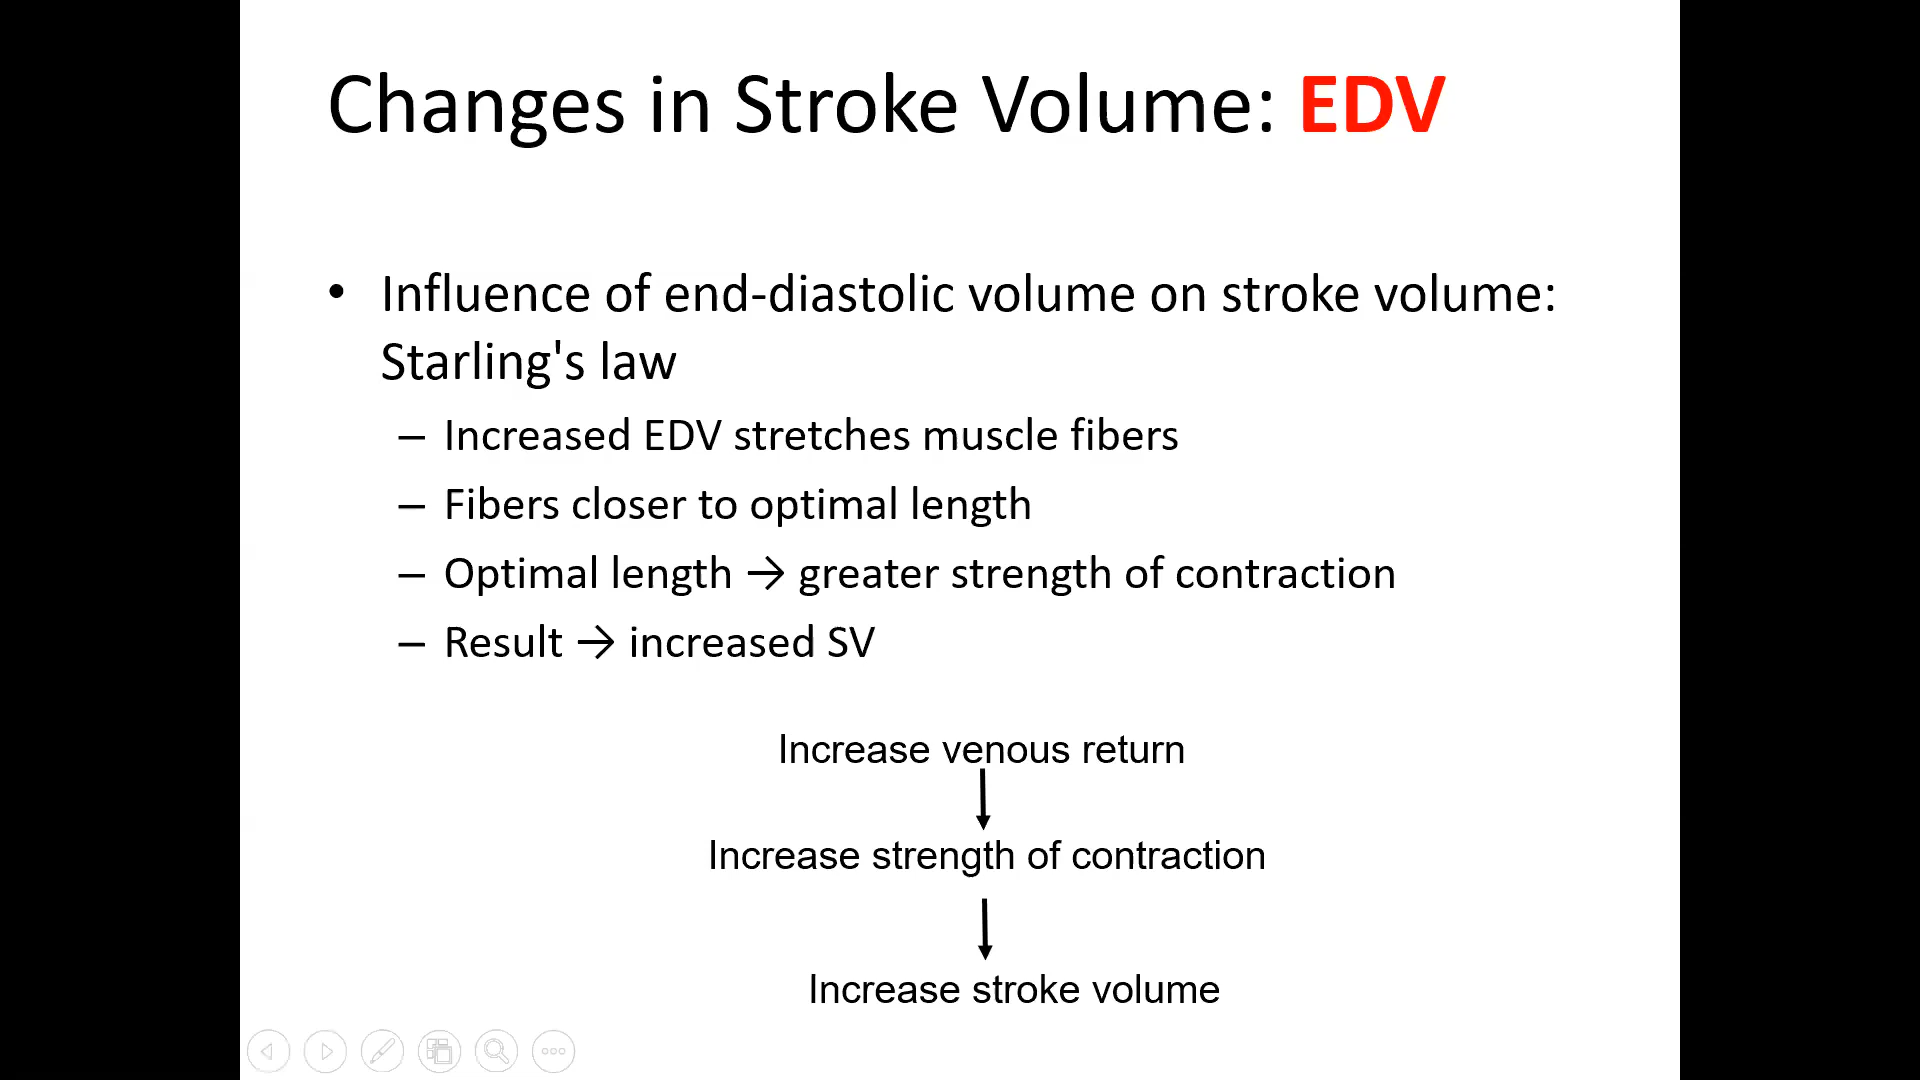 Changes in Stroke Volume: EDV
• Influence of end-diastolic volume on stroke volume:
Starling's law
– Increased EDV stretches muscle fibers
– Fibers closer to optimal length
– Optimal length → greater strength of contraction
– Result → increased SV
Increase venous return
Increase strength of contraction
Increase stroke volume